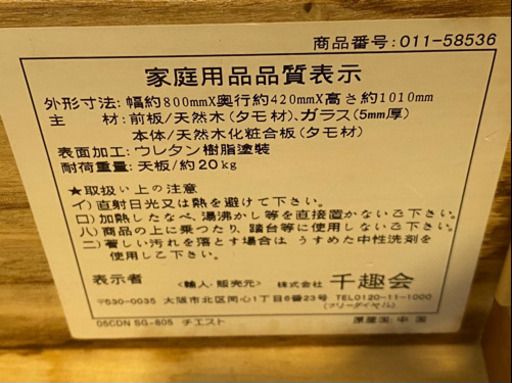 商品番号:011-58536
家庭用品品質表示
外形寸法:幅約800mmX奥行約420mmX高さ約1010mm
主　材:前板/天然木(タモ材)、ガラス(5mm厚)
本体/天然木化粧合板(タモ材)
表面加工:ウレタン樹脂塗装
耐荷重量:天板/約20kg
★取扱い上の注意
イ)直射日光又は熱を避けて下さい。
ロ)加熱したなべ、湯沸かし等を直接置かない下さい。
ハ)商品の上に乗ったり、踏台等に使用しないで下さい。
ニ)著しい汚れを落とす場合は うすめた中性洗剤を
使用して下さい。
表示者　〈輸入・販売元〉 株式会社 千趣会
〒530-0035　大阪市北区同心1丁目6番23号　TEL0120-11-1000
(フリーダイヤル)
05CDN SG-805　チェスト　原産国:中 国